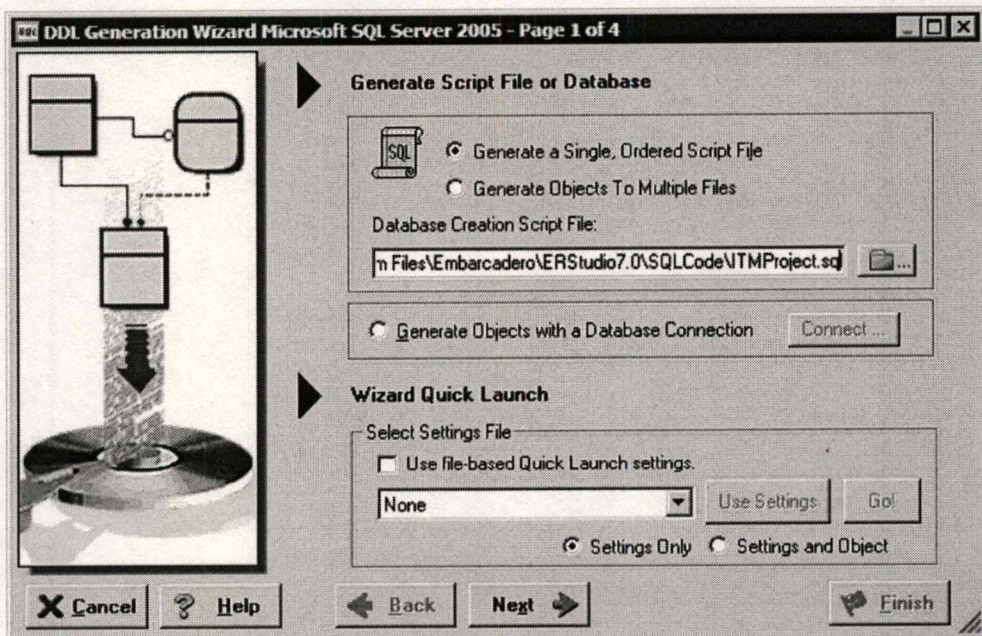 DDL Generation Wizard Microsoft SQL Server 2005 - Page 1 of 4
Generate Script File or Database
SQL
Generate a Single, Ordered Script File
Generate Objects To Multiple Files
Database Creation Script File:
m Files\Embarcadero\ERStudio7.0\SQLCode\ITMProject.sql
...
Generate Objects with a Database Connection
Connect ...
Wizard Quick Launch
Select Settings File
Use file-based Quick Launch settings.
None
Use Settings
Go!
Settings Only
Settings and Object
Cancel
Help
Back
Next
Finish